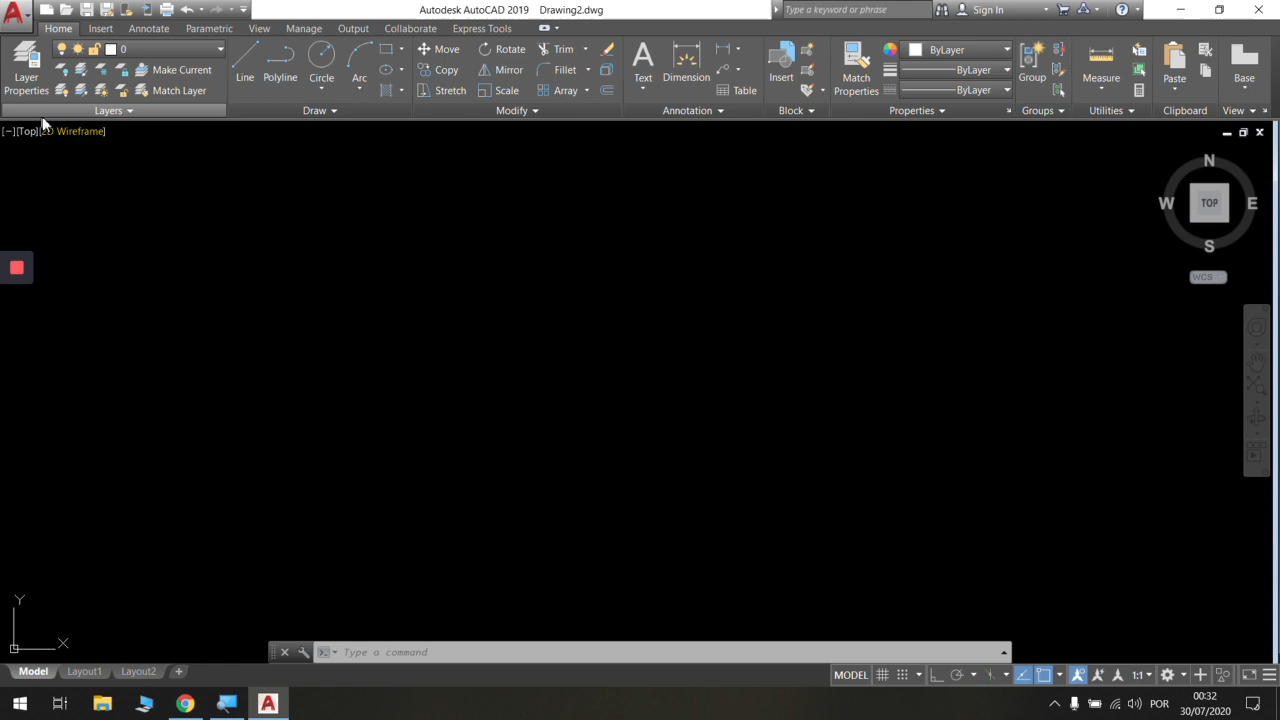 Autodesk AutoCAD 2019 Drawing2.dwg
Type a keyword or phrase
Sign In
Home Insert Annotate Parametric View Manage Output Collaborate Express Tools
Layer Properties
0
Make Current
Match Layer
Layers
Line
Polyline
Circle
Arc
Draw
Move Rotate Trim
Copy Mirror Fillet
Stretch Scale Array
Modify
Text
Dimension
Table
Annotation
Insert
Block
Match Properties
ByLayer
ByLayer
ByLayer
Properties
Group
Groups
Measure
Utilities
Paste
Clipboard
Base
View
[−][Top][2D Wireframe]
N
W TOP E
S
WCS
Y
X
Type a command
Model Layout1 Layout2 +
MODEL 1:1
POR
00:32
30/07/2020